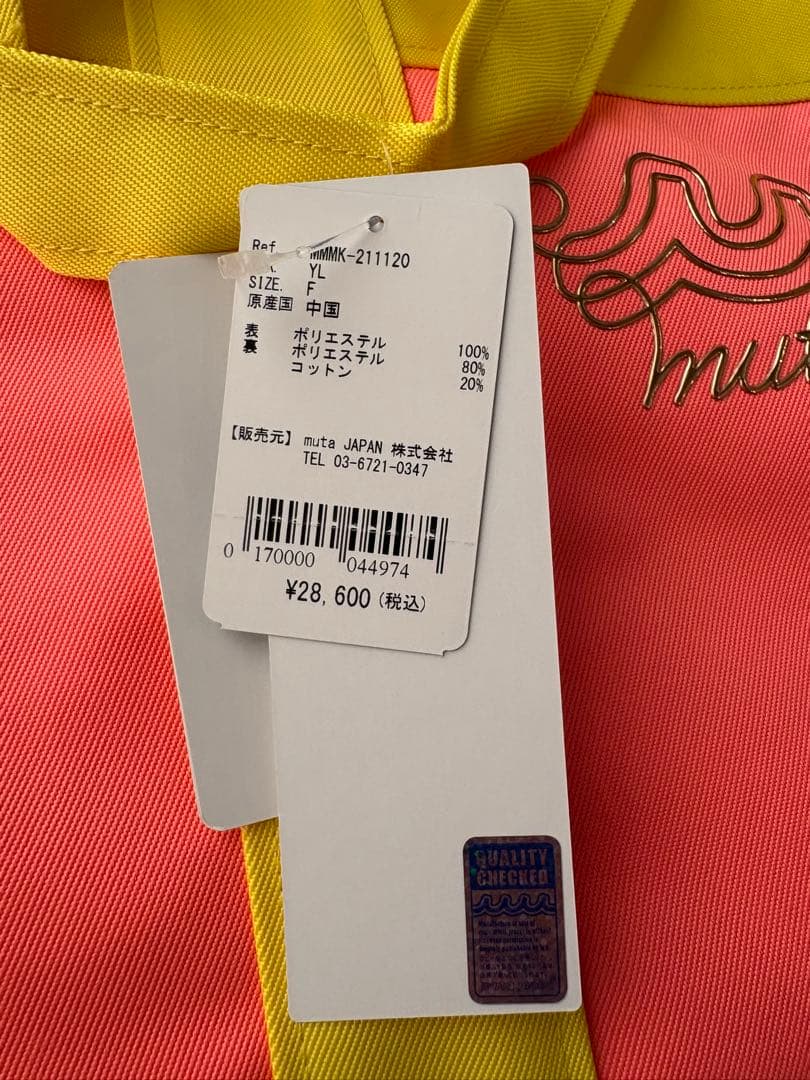 Ref. MMMK-211120
YL
SIZE. F
原産国 中国
表 ポリエステル 100%
裏 ポリエステル 80%
コットン 20%
【販売元】 muta JAPAN 株式会社
TEL 03-6721-0347
0 170000 044974
¥28,600(税込)
mut
QUALITY
CHECKED